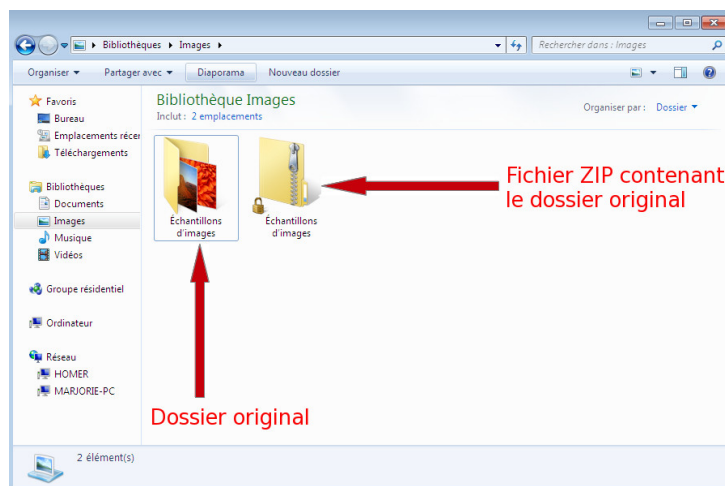 Bibliothèques Images
Rechercher dans : Images
Organiser Partager avec Diaporama Nouveau dossier
Favoris
Bureau
Emplacements récer
Téléchargements
Bibliothèques
Documents
Images
Musique
Vidéos
Groupe résidentiel
Ordinateur
Réseau
HOMER
MARJORIE-PC
Bibliothèque Images
Inclut : 2 emplacements
Organiser par : Dossier
Échantillons
d'images
Échantillons
d'images
Fichier ZIP contenant
le dossier original
Dossier original
2 élément(s)